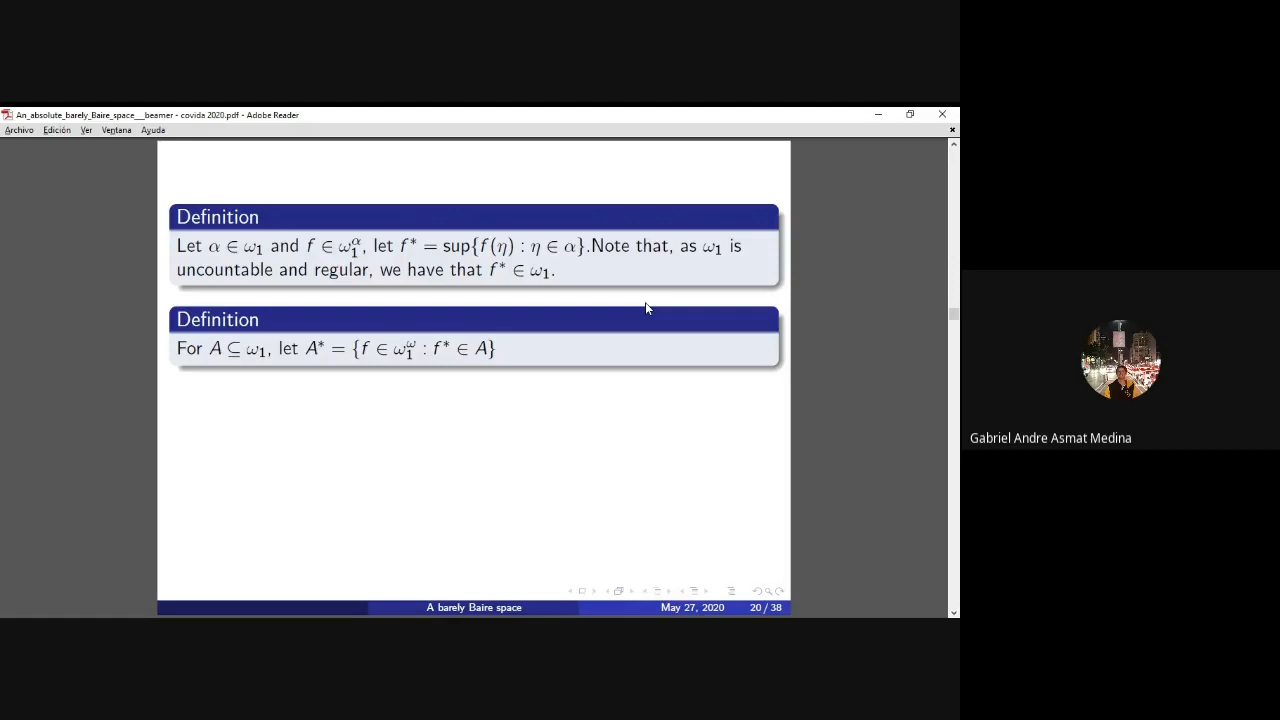 An_absolute_barely_Baire_space__beamer - covida 2020.pdf - Adobe Reader
Archivo Edición Ver Ventana Ayuda
Definition
Let α ∈ ω₁ and f ∈ ω₁^α, let f* = sup{f(η) : η ∈ α}.Note that, as ω₁ is
uncountable and regular, we have that f* ∈ ω₁.
Definition
For A ⊆ ω₁, let A* = {f ∈ ω₁^ω : f* ∈ A}
Gabriel Andre Asmat Medina
A barely Baire space May 27, 2020 20 / 38